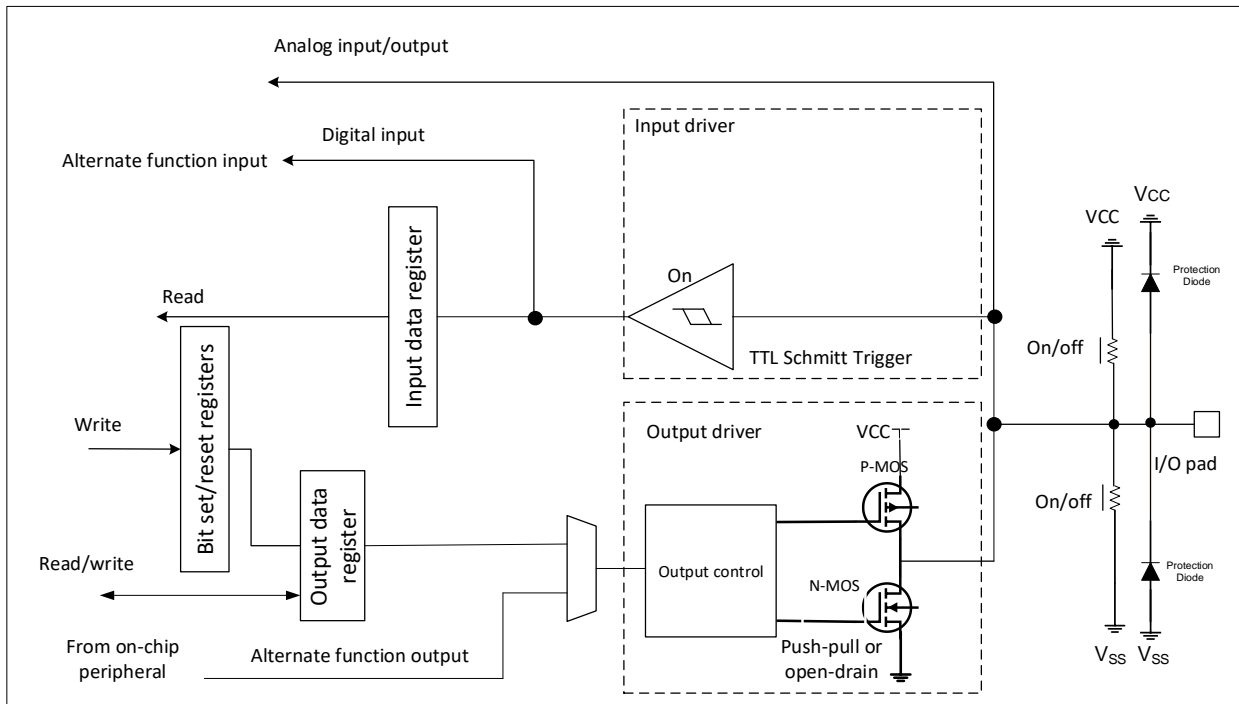 Analog input/output
Input driver
Digital input
Alternate function input
VCC
VCC
Input data register
On
Protection
Diode
Read
On/off
TTL Schmitt Trigger
Bit set/reset registers
Write
Output driver
VCC
I/O pad
P-MOS
On/off
Output data
register
Read/write
Output control
Protection
Diode
N-MOS
From on-chip
peripheral
Alternate function output
Push-pull or
open-drain
VSS
VSS